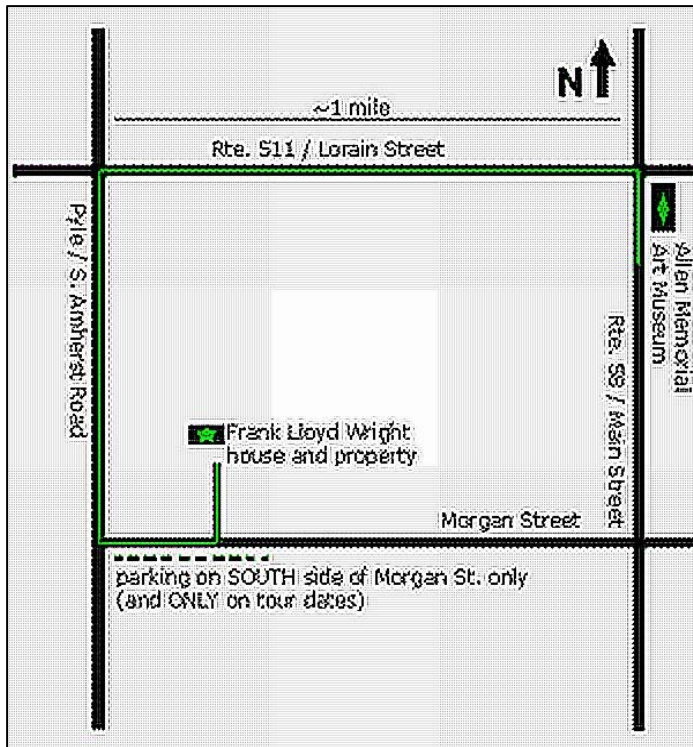 N
~1 mile
Rte. 511 / Lorain Street
Pyle / S. Amherst Road
Allen Memorial
Art Museum
Rte. 58 / Main Street
Frank Lloyd Wright
house and property
Morgan Street
parking on SOUTH side of Morgan St. only
(and ONLY on tour dates)